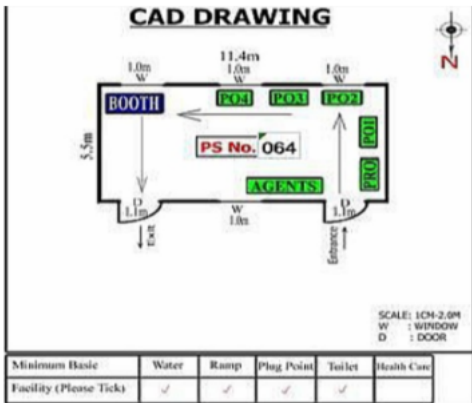 CAD DRAWING
11.4m
1.0m 1.0m 1.0m
W W W
N
BOOTH PO4 PO3 PO2
PO1
5.5m
PS No. 064
PRO
AGENTS
D W D
1.1m 1.0m 1.1m
Exit Entrance
SCALE: 1CM-2.0M
W : WINDOW
D : DOOR
Minimum Basic Water Ramp Plug Point Toilet Health Care
Facility (Please Tick) ✓ ✓ ✓ ✓